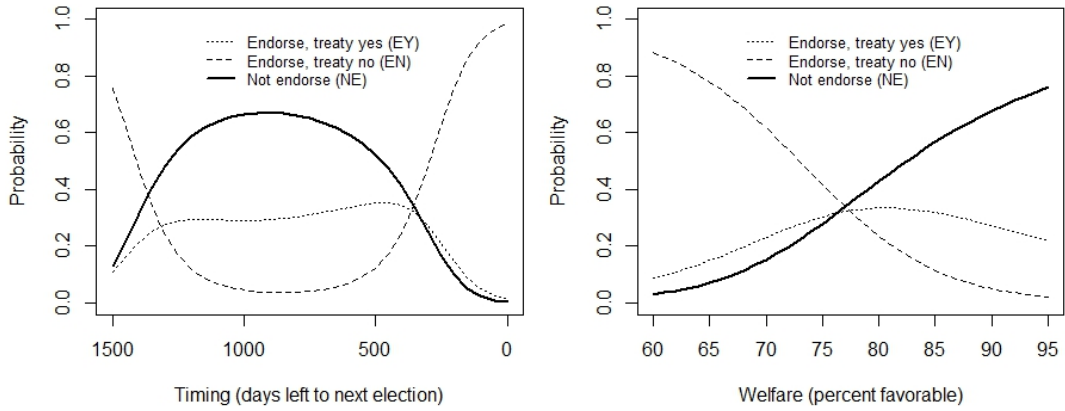 Probability
0.0 0.2 0.4 0.6 0.8 1.0
Endorse, treaty yes (EY)
Endorse, treaty no (EN)
Not endorse (NE)
1500 1000 500 0
Timing (days left to next election)
Probability
0.0 0.2 0.4 0.6 0.8 1.0
Endorse, treaty yes (EY)
Endorse, treaty no (EN)
Not endorse (NE)
60 65 70 75 80 85 90 95
Welfare (percent favorable)